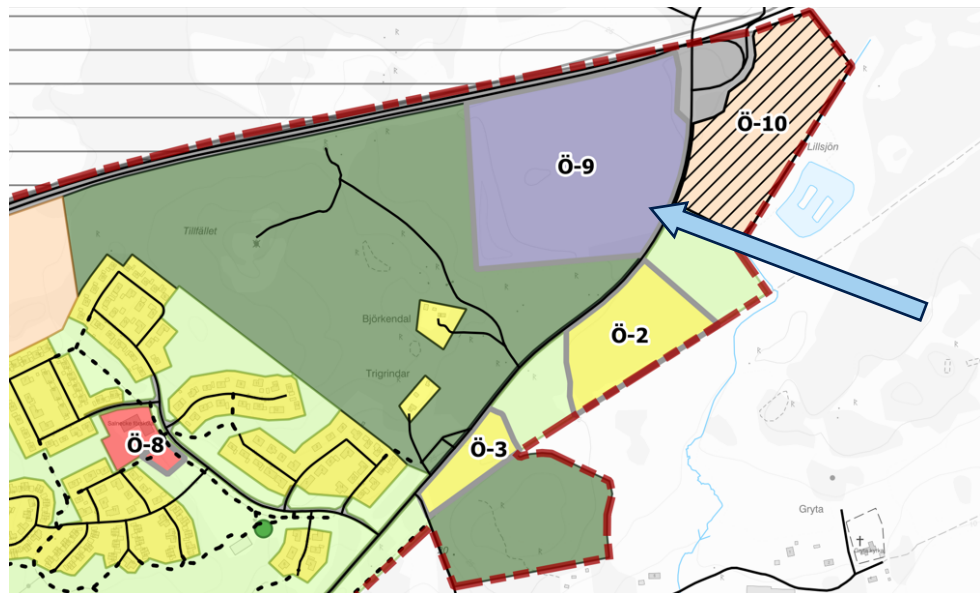 Ö-10
Lillsjön
Ö-9
Tillfället
Björkendal
Ö-2
Trigrindar
Ö-8
Ö-3
Gryta